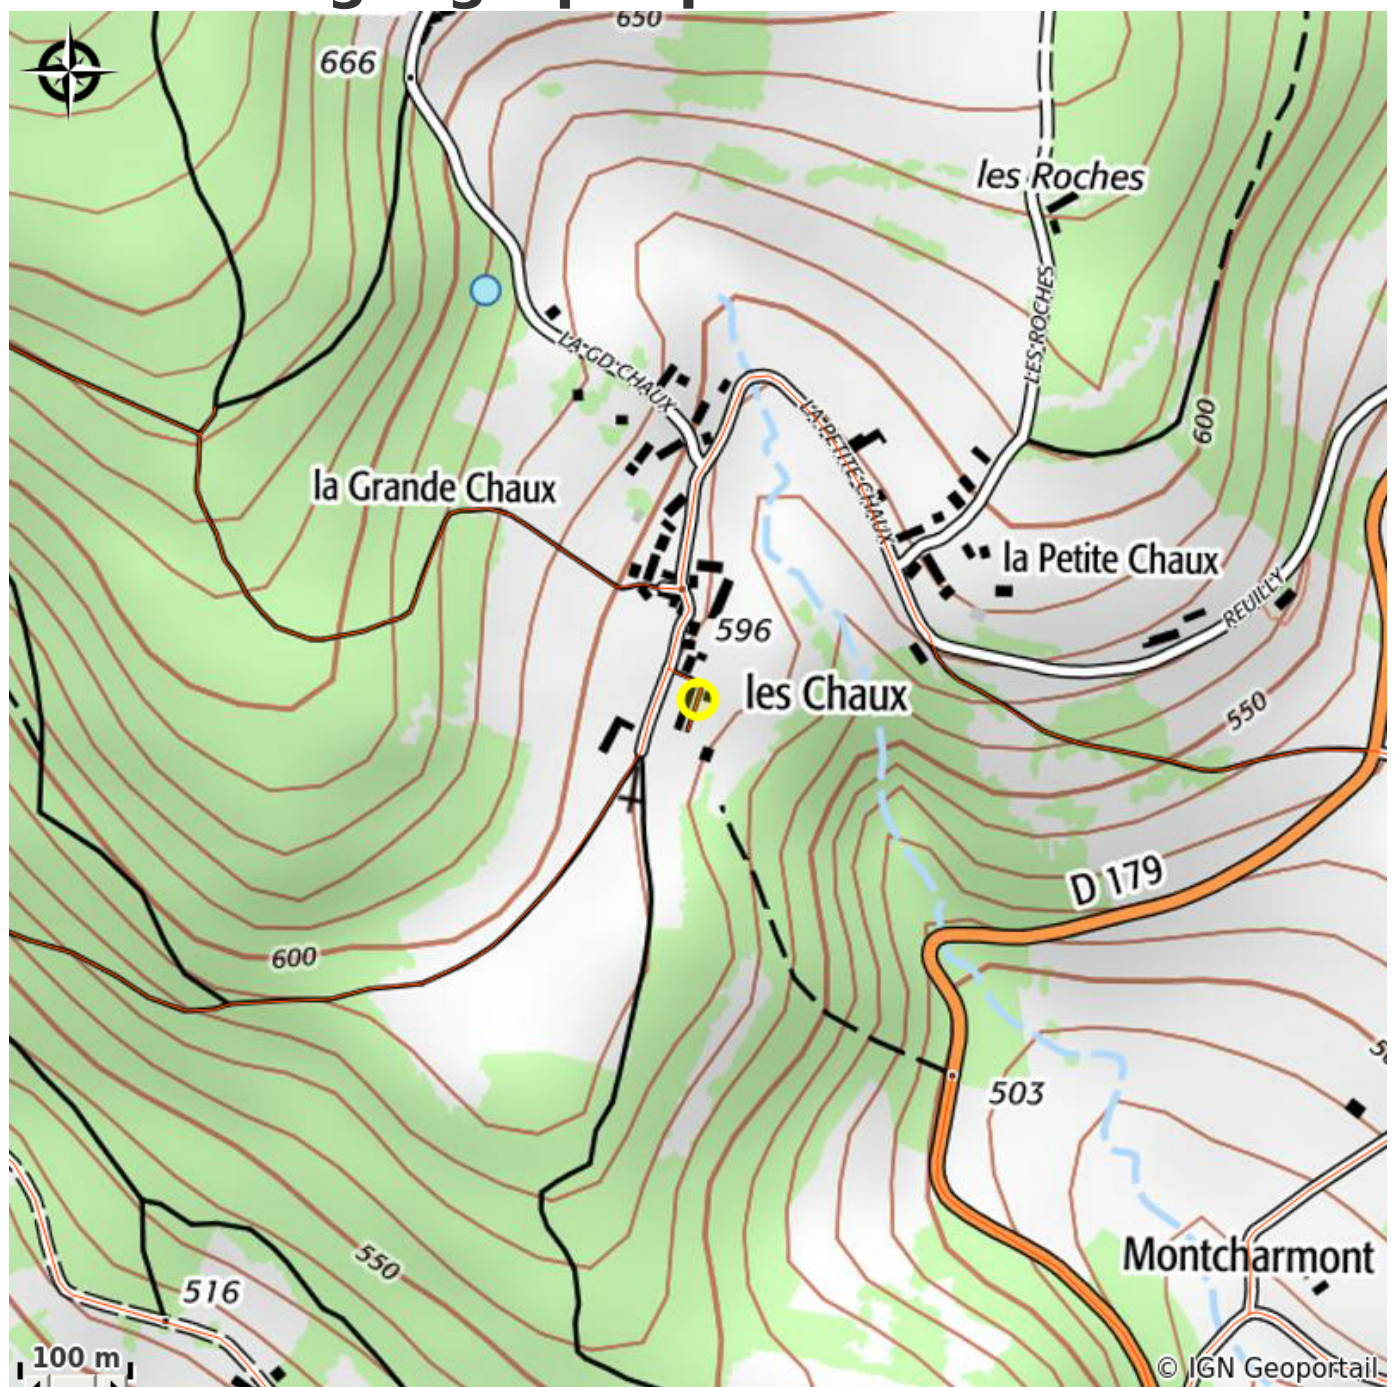 650
666
les Roches
LES ROCHES
LA GD CHAUX
LA PETITE CHAUX
600
la Grande Chaux
la Petite Chaux
REUILLY
596
les Chaux
550
D 179
600
503
Montcharmont
550
516
100 m
© IGN Geoportail